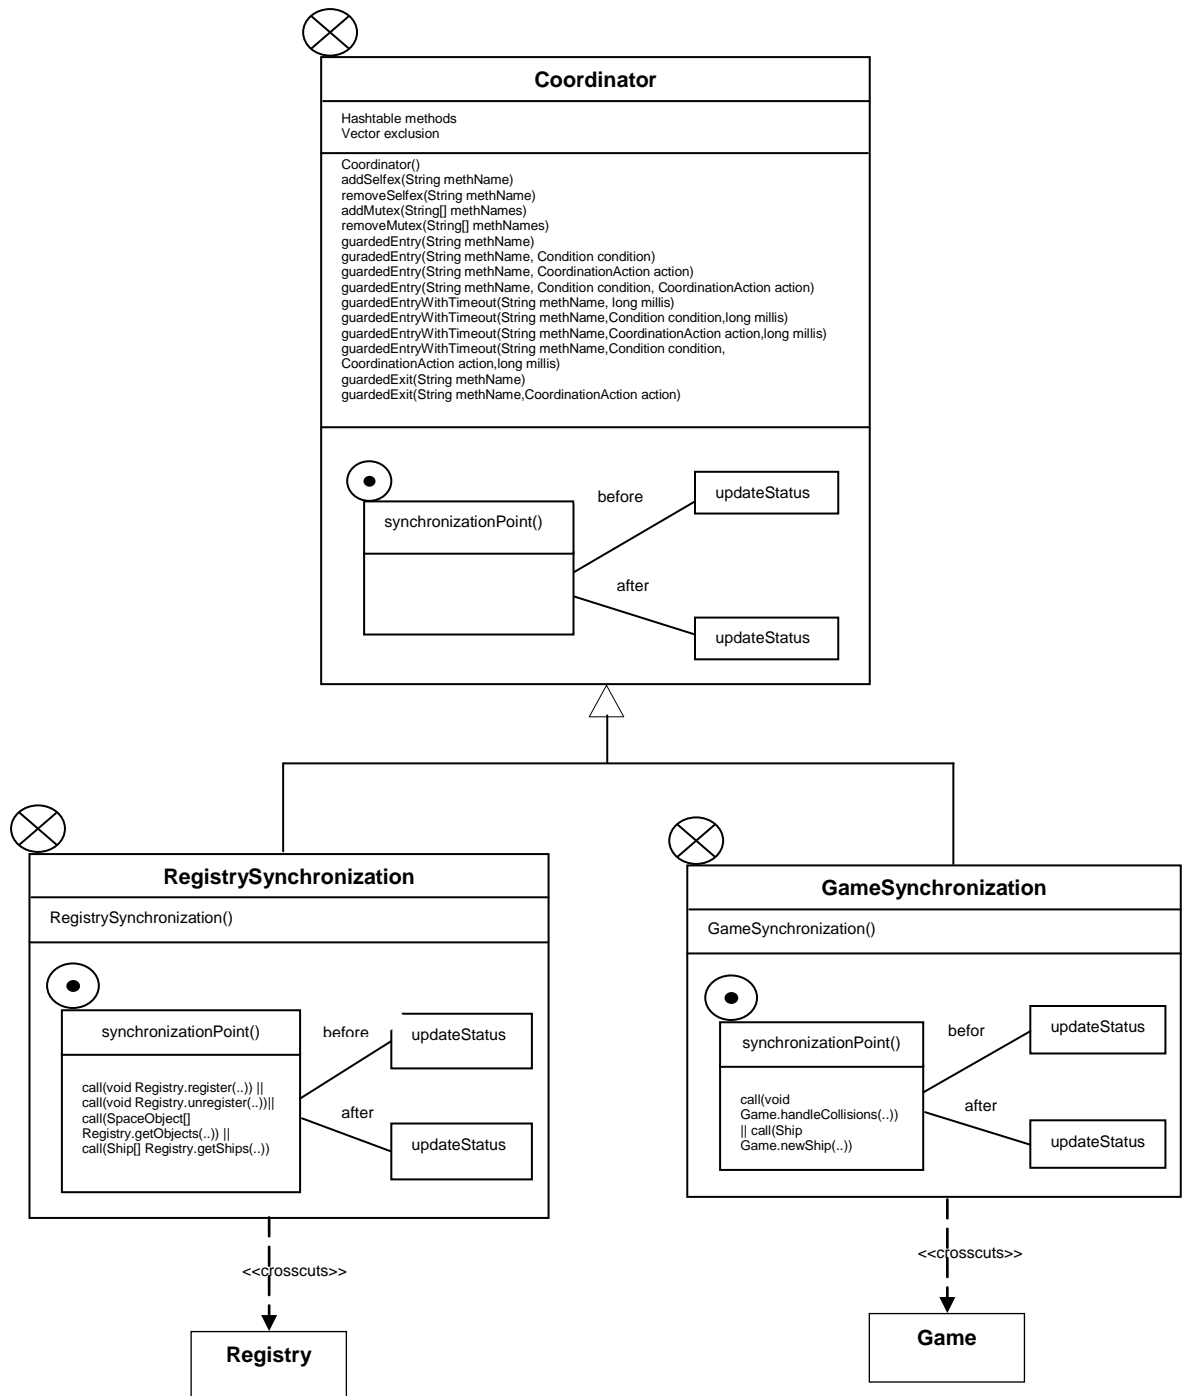 Coordinator
Hashtable methods
Vector exclusion
Coordinator()
addSelfex(String methName)
removeSelfex(String methName)
addMutex(String[] methNames)
removeMutex(String[] methNames)
guardedEntry(String methName)
guradedEntry(String methName, Condition condition)
guardedEntry(String methName, CoordinationAction action)
guardedEntry(String methName, Condition condition, CoordinationAction action)
guardedEntryWithTimeout(String methName, long millis)
guardedEntryWithTimeout(String methName,Condition condition,long millis)
guardedEntryWithTimeout(String methName,CoordinationAction action,long millis)
guardedEntryWithTimeout(String methName,Condition condition,
CoordinationAction action,long millis)
guardedExit(String methName)
guardedExit(String methName,CoordinationAction action)
synchronizationPoint()
before
updateStatus
after
updateStatus
RegistrySynchronization
RegistrySynchronization()
synchronizationPoint()
call(void Registry.register(..)) ||
call(void Registry.unregister(..))||
call(SpaceObject[]
Registry.getObjects(..)) ||
call(Ship[] Registry.getShips(..))
before
updateStatus
after
updateStatus
<<crosscuts>>
Registry
GameSynchronization
GameSynchronization()
synchronizationPoint()
call(void
Game.handleCollisions(..))
|| call(Ship
Game.newShip(..))
befor
updateStatus
after
updateStatus
<<crosscuts>>
Game